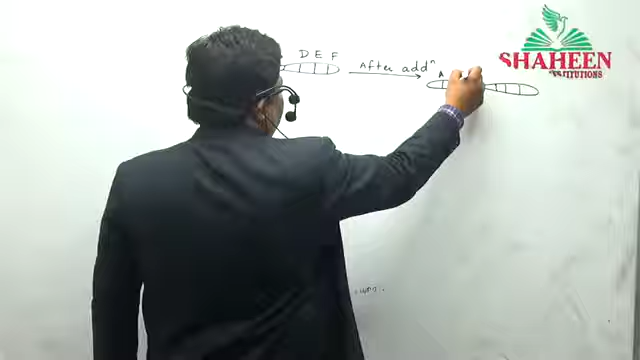 D E F
After addⁿ
A
SHAHEEN
INSTITUTIONS